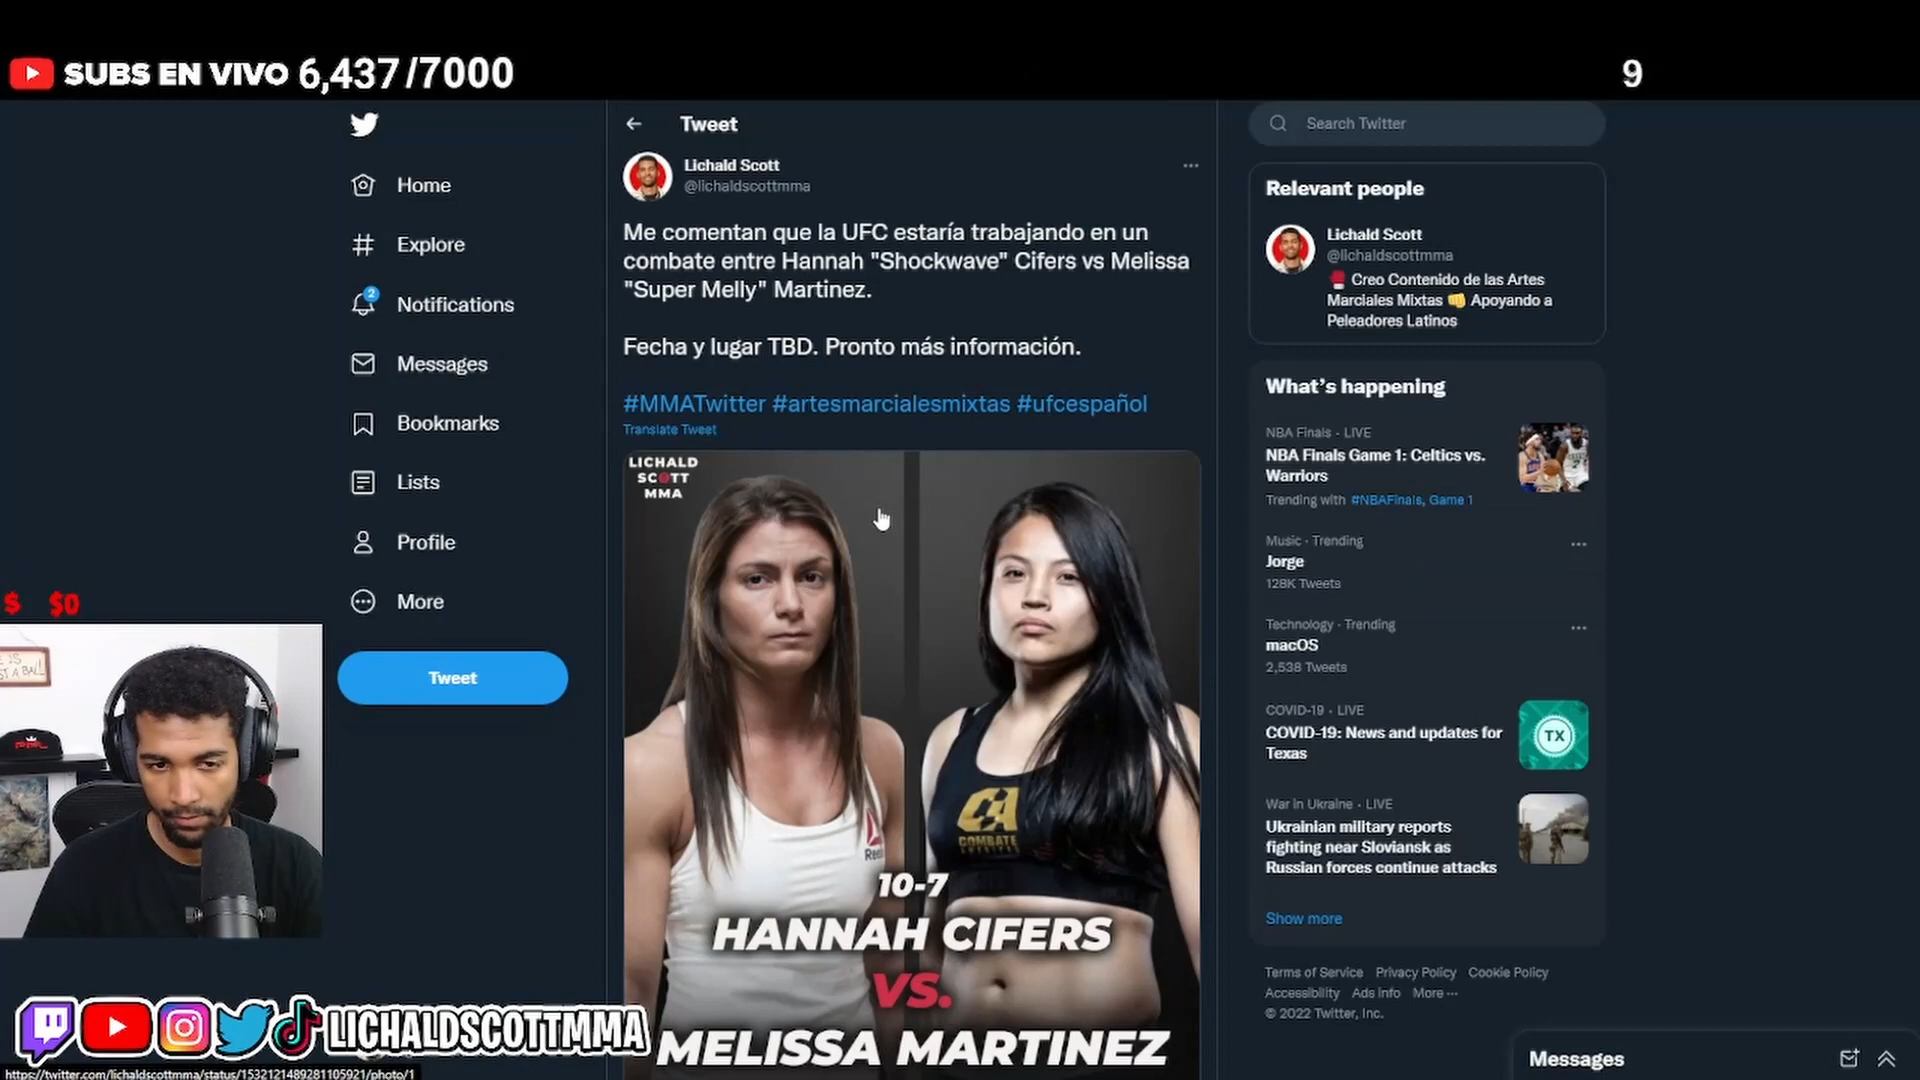 SUBS EN VIVO 6,437/7000
9
Tweet
Search Twitter
Lichald Scott
@lichaldscottmma
Home
Explore
2
Notifications
Messages
Bookmarks
Lists
Profile
More
Tweet
Me comentan que la UFC estaría trabajando en un
combate entre Hannah "Shockwave" Cifers vs Melissa
"Super Melly" Martinez.
Fecha y lugar TBD. Pronto más información.
#MMATwitter #artesmarcialesmixtas #ufcespañol
Translate Tweet
LICHALD
SCOTT
MMA
COMBATE
10-7
HANNAH CIFERS
VS.
MELISSA MARTINEZ
Relevant people
Lichald Scott
@lichaldscottmma
🥊 Creo Contenido de las Artes
Marciales Mixtas 👊 Apoyando a
Peleadores Latinos
What's happening
NBA Finals · LIVE
NBA Finals Game 1: Celtics vs.
Warriors
Trending with #NBAFinals, Game 1
Music · Trending
Jorge
128K Tweets
Technology · Trending
macOS
2,538 Tweets
COVID-19 · LIVE
COVID-19: News and updates for
Texas
TX
War in Ukraine · LIVE
Ukrainian military reports
fighting near Sloviansk as
Russian forces continue attacks
Show more
Terms of Service Privacy Policy Cookie Policy
Accessibility Ads info More ···
© 2022 Twitter, Inc.
Messages
$ $0
LICHALDSCOTTMMA
https://twitter.com/lichaldscottmma/status/1532121489281105921/photo/1